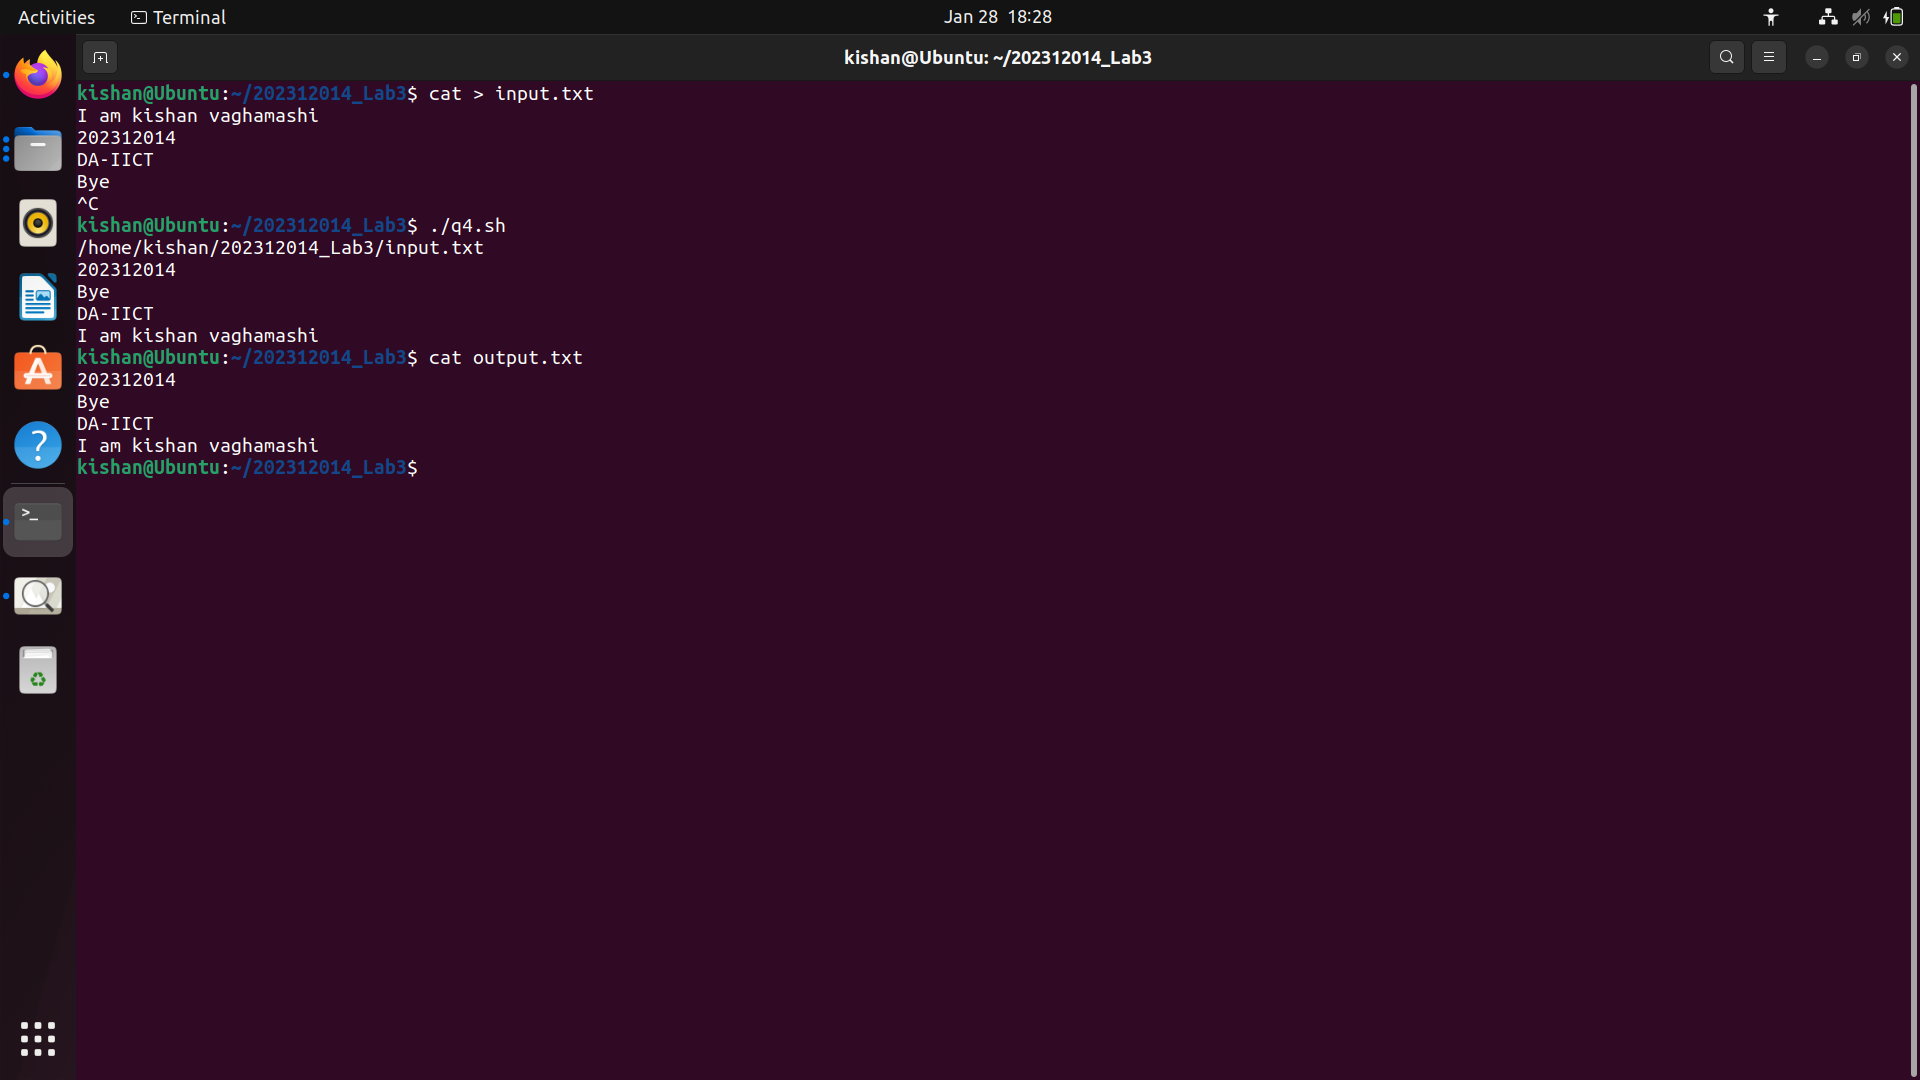 Activities
Terminal
Jan 28 18:28
kishan@Ubuntu: ~/202312014_Lab3
kishan@Ubuntu:~/202312014_Lab3$ cat > input.txt
I am kishan vaghamashi
202312014
DA-IICT
Bye
^C
kishan@Ubuntu:~/202312014_Lab3$ ./q4.sh
/home/kishan/202312014_Lab3/input.txt
202312014
Bye
DA-IICT
I am kishan vaghamashi
kishan@Ubuntu:~/202312014_Lab3$ cat output.txt
202312014
Bye
DA-IICT
I am kishan vaghamashi
kishan@Ubuntu:~/202312014_Lab3$